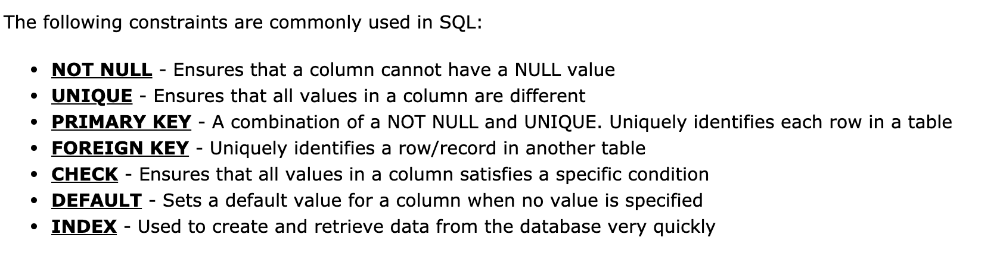 The following constraints are commonly used in SQL:
• NOT NULL - Ensures that a column cannot have a NULL value
• UNIQUE - Ensures that all values in a column are different
• PRIMARY KEY - A combination of a NOT NULL and UNIQUE. Uniquely identifies each row in a table
• FOREIGN KEY - Uniquely identifies a row/record in another table
• CHECK - Ensures that all values in a column satisfies a specific condition
• DEFAULT - Sets a default value for a column when no value is specified
• INDEX - Used to create and retrieve data from the database very quickly